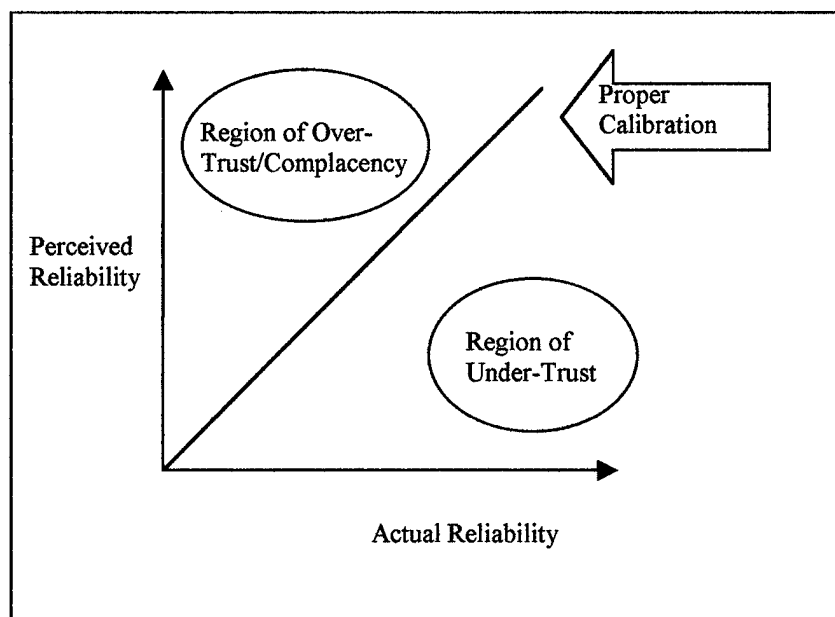 Region of Over-
Trust/Complacency
Proper
Calibration
Perceived
Reliability
Region of
Under-Trust
Actual Reliability